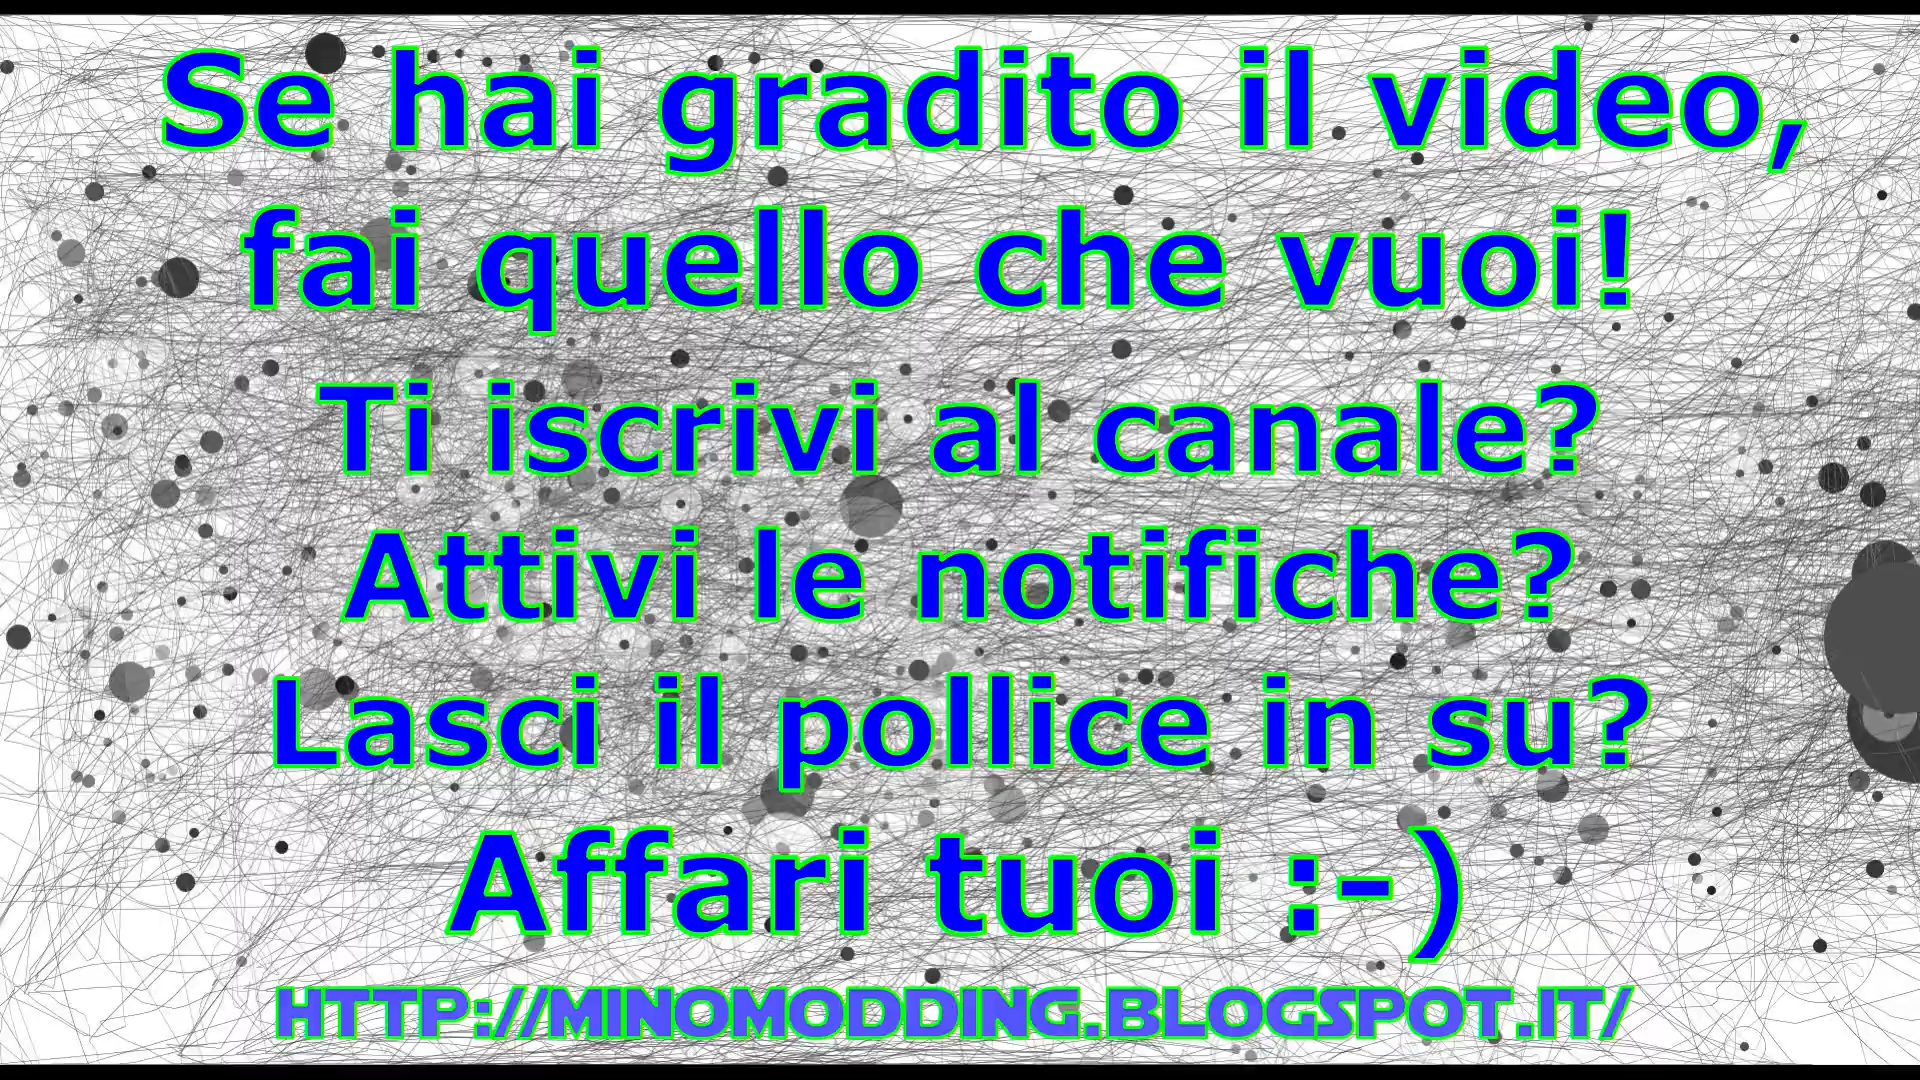 Se hai gradito il video,
fai quello che vuoi!
Ti iscrivi al canale?
Attivi le notifiche?
Lasci il pollice in su?
Affari tuoi :-)
HTTP://MINOMODDING.BLOGSPOT.IT/